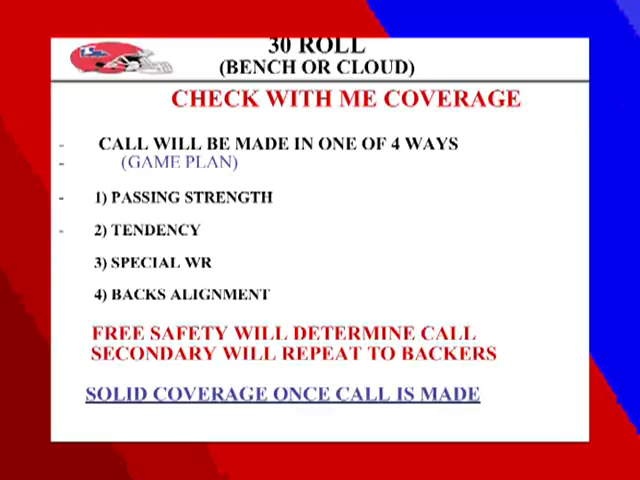 30 ROLL
(BENCH OR CLOUD)
CHECK WITH ME COVERAGE
- CALL WILL BE MADE IN ONE OF 4 WAYS
- (GAME PLAN)
- 1) PASSING STRENGTH
- 2) TENDENCY
3) SPECIAL WR
4) BACKS ALIGNMENT
FREE SAFETY WILL DETERMINE CALL
SECONDARY WILL REPEAT TO BACKERS
SOLID COVERAGE ONCE CALL IS MADE